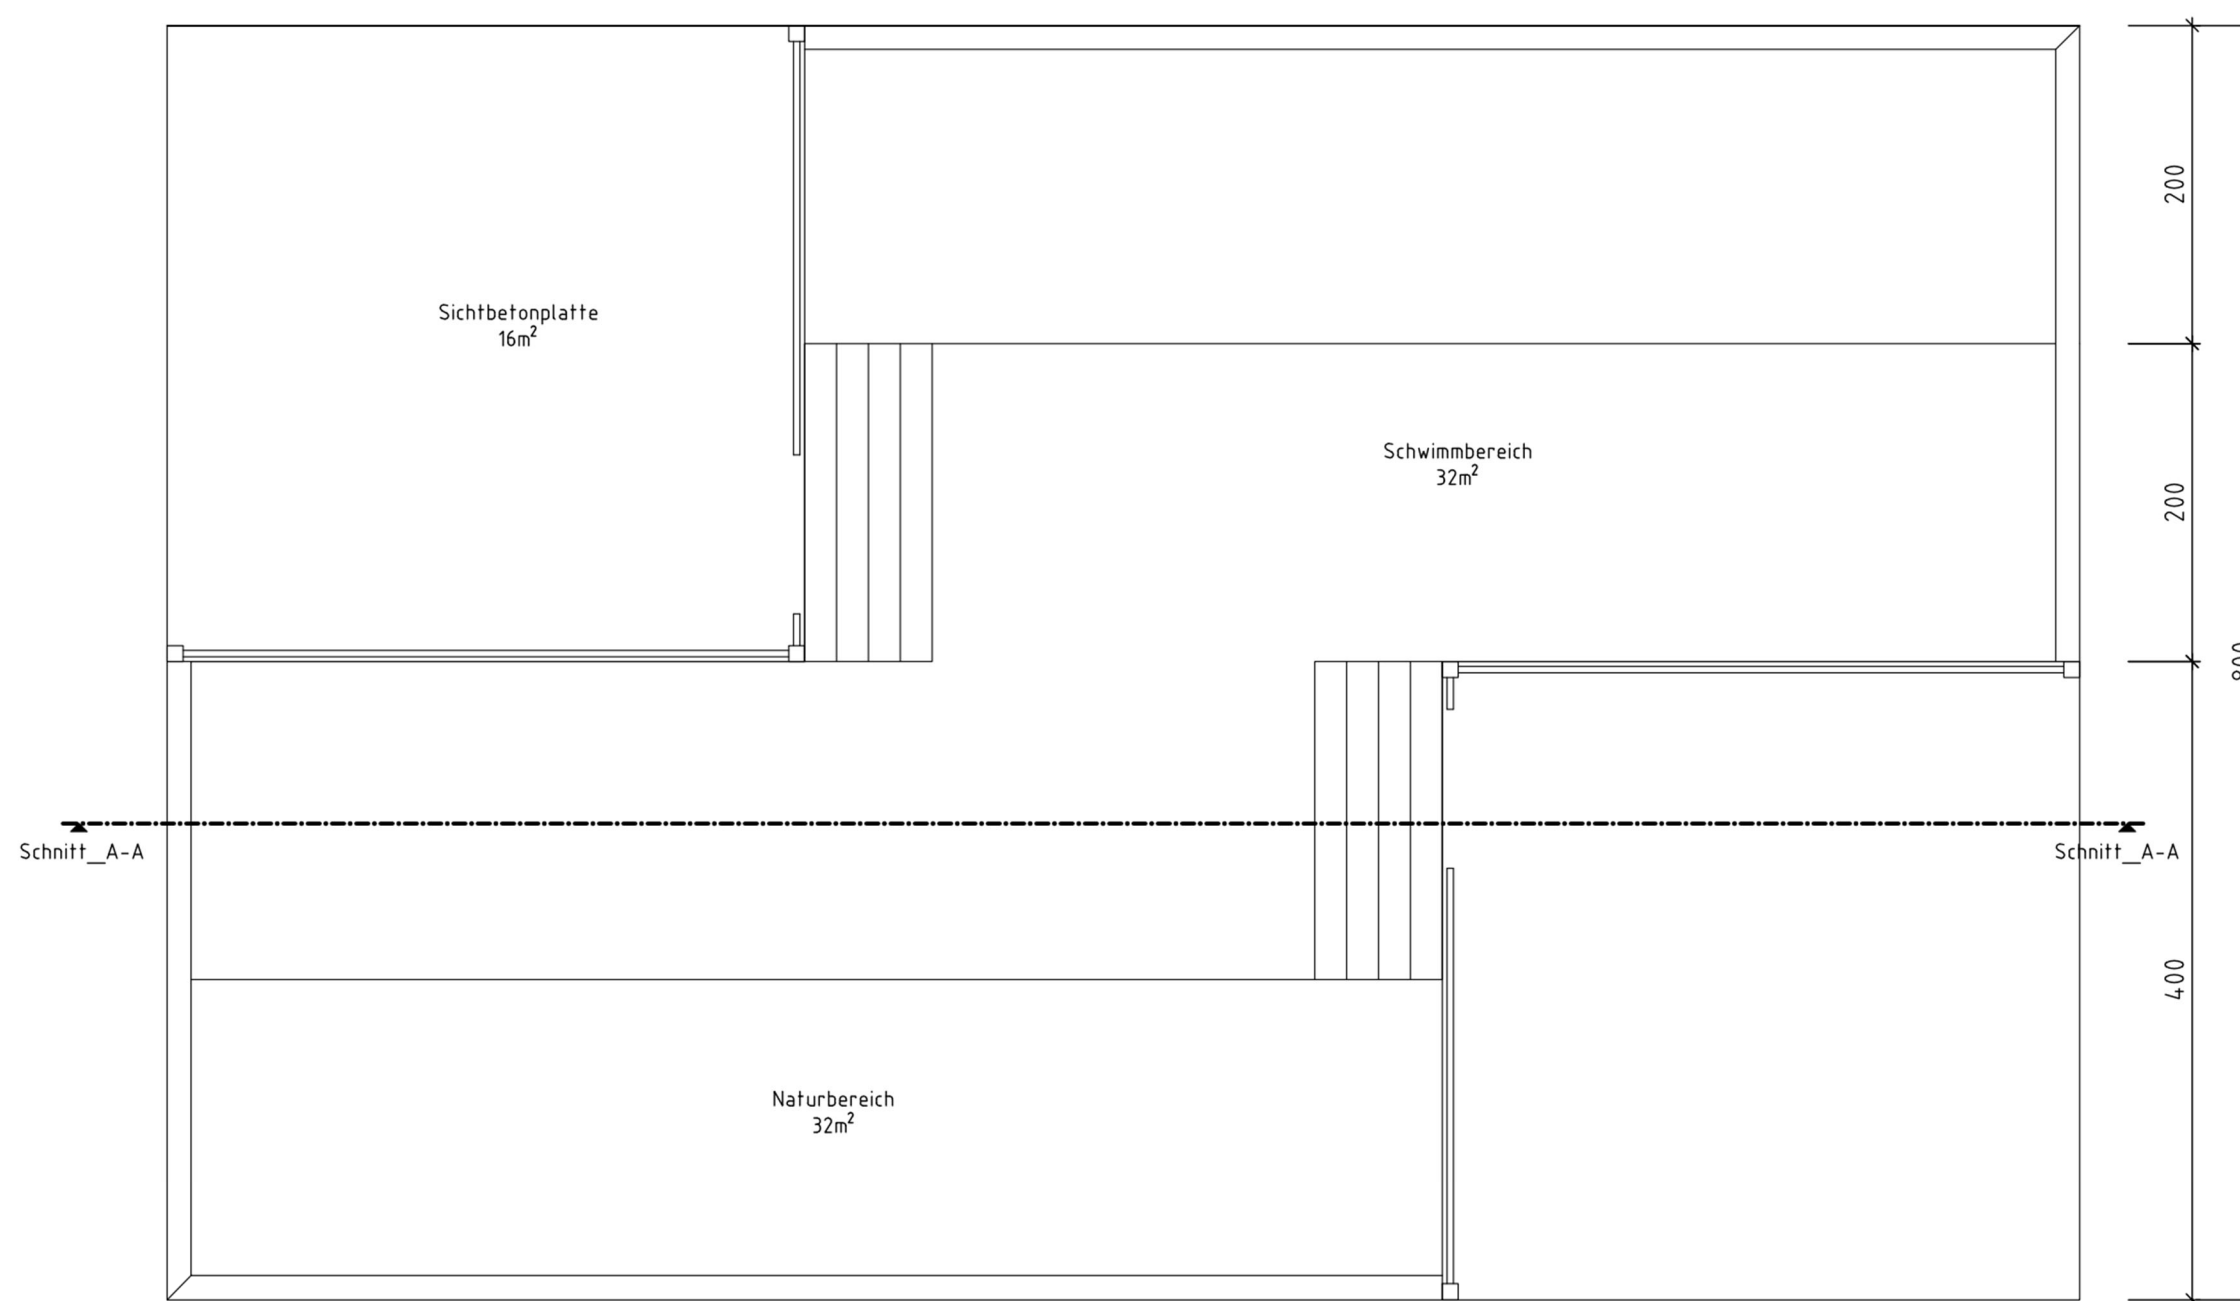 200
Sichtbetonplatte
16m²
Schwimmbereich
32m²
200
Schnitt_A-A
Schnitt_A-A
400
Naturbereich
32m²